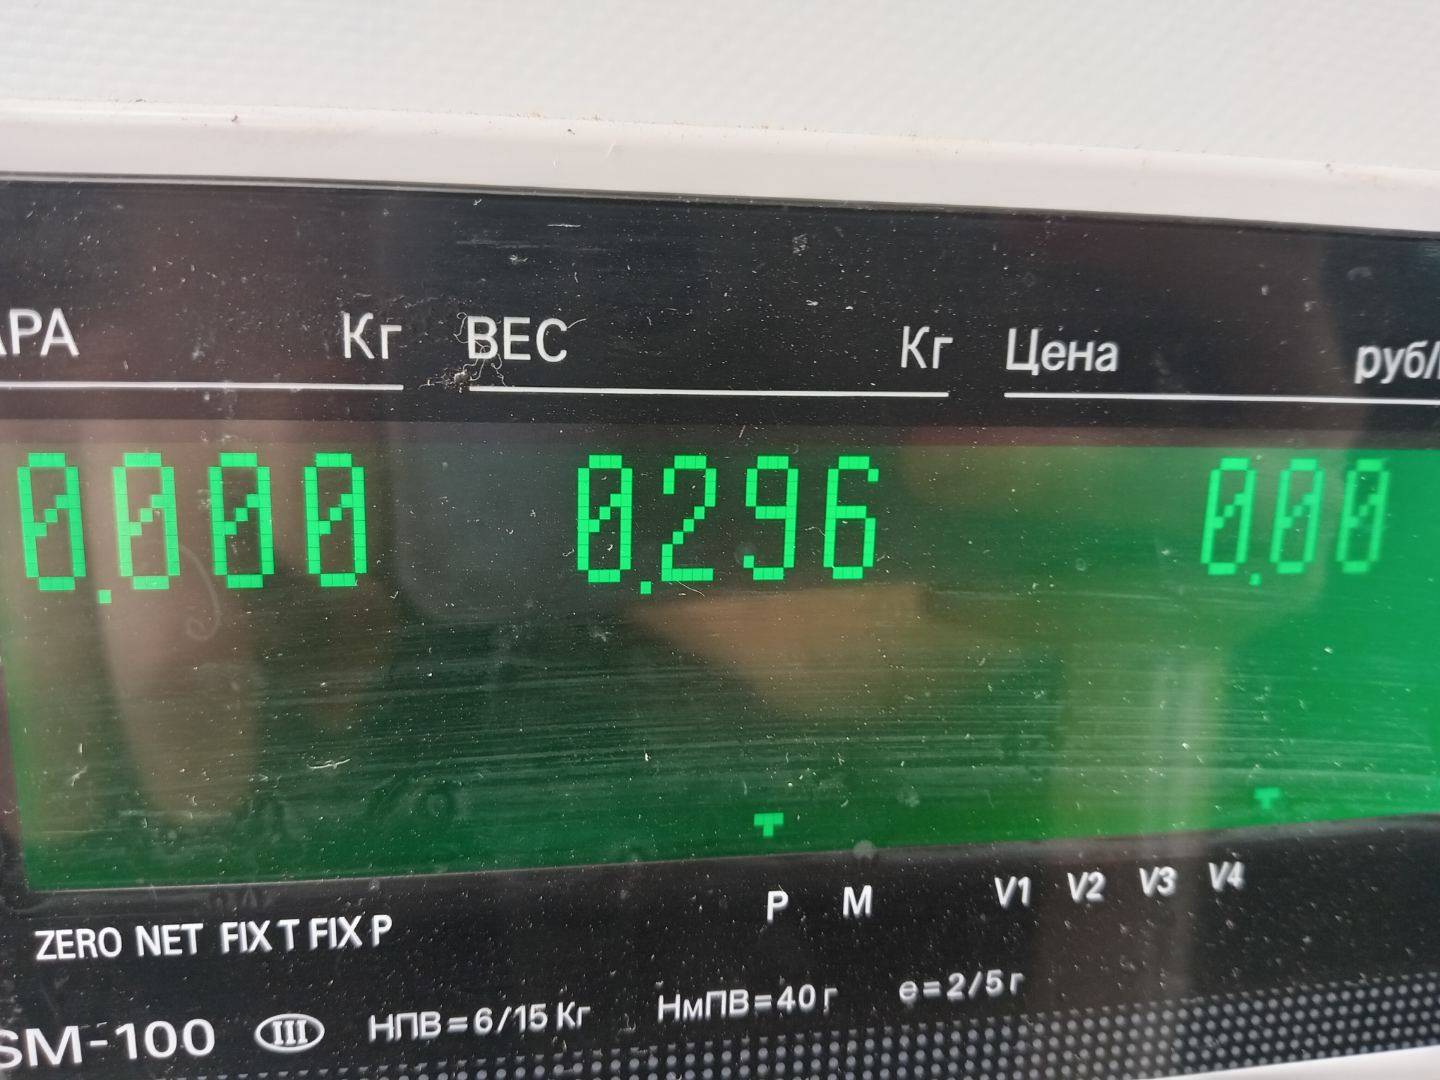 АРА Кг ВЕС Кг Цена руб/
0.000 0.296 0.00
P M V1 V2 V3 V4
ZERO NET FIX T FIX P
SM-100 III НПВ=6/15 Кг НмПВ=40 г e=2/5 г